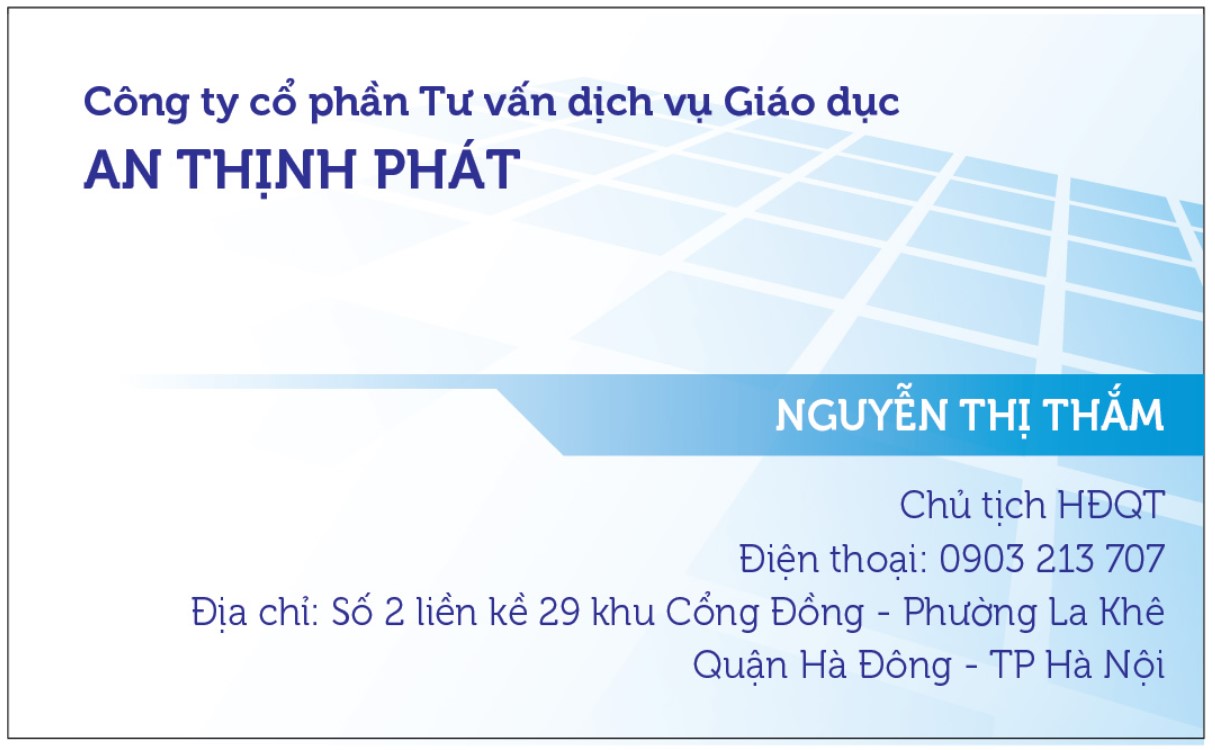 Công ty cổ phần Tư vấn dịch vụ Giáo dục
AN THỊNH PHÁT
NGUYỄN THỊ THẮM
Chủ tịch HĐQT
Điện thoại: 0903 213 707
Địa chỉ: Số 2 liền kề 29 khu Cổng Đồng - Phường La Khê
Quận Hà Đông - TP Hà Nội